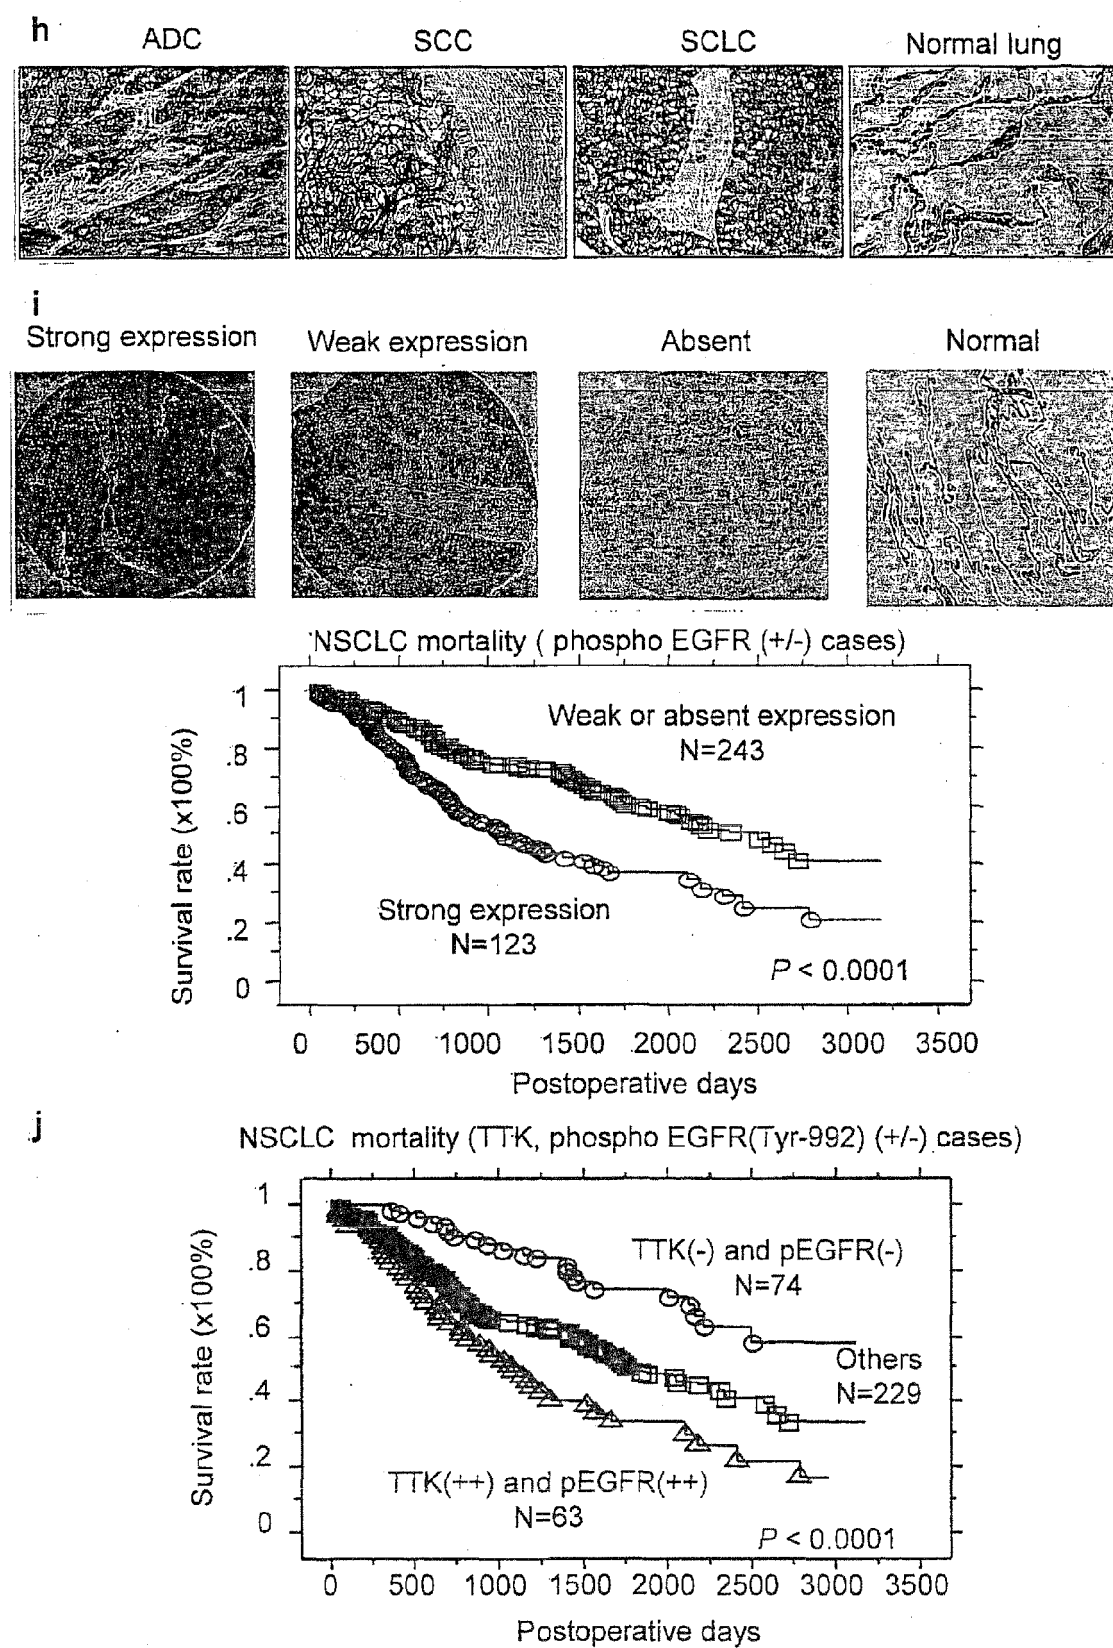 h
ADC SCC SCLC Normal lung
i
Strong expression Weak expression Absent Normal
NSCLC mortality ( phospho EGFR (+/-) cases)
Survival rate (x100%)
1
.8
.6
.4
.2
0
Weak or absent expression
N=243
Strong expression
N=123
P < 0.0001
0 500 1000 1500 2000 2500 3000 3500
Postoperative days
j
NSCLC mortality (TTK, phospho EGFR(Tyr-992) (+/-) cases)
Survival rate (x100%)
1
.8
.6
.4
.2
0
TTK(-) and pEGFR(-)
N=74
Others
N=229
TTK(++) and pEGFR(++)
N=63
P < 0.0001
0 500 1000 1500 2000 2500 3000 3500
Postoperative days